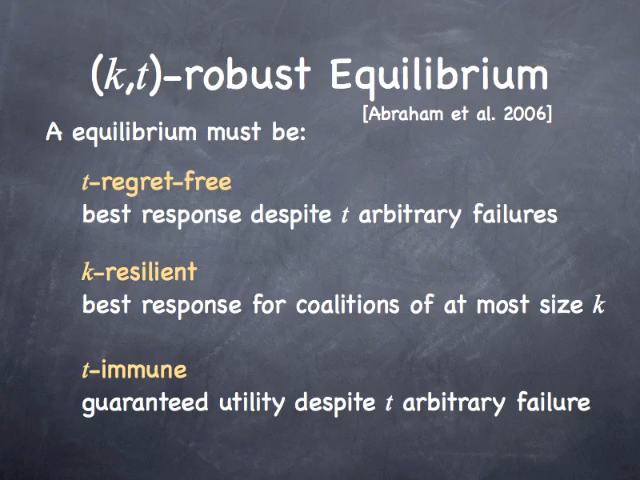 (k,t)-robust Equilibrium
[Abraham et al. 2006]
A equilibrium must be:
t-regret-free
best response despite t arbitrary failures
k-resilient
best response for coalitions of at most size k
t-immune
guaranteed utility despite t arbitrary failure